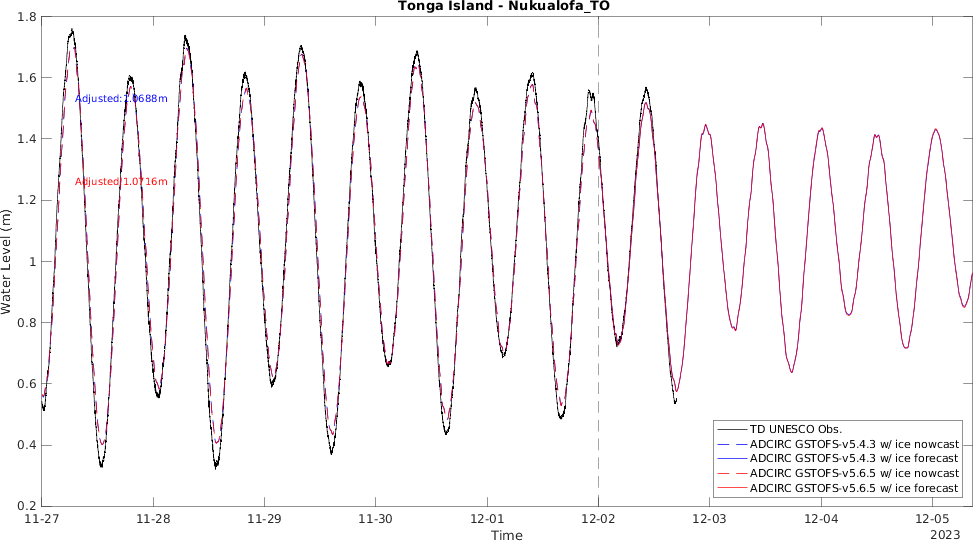 Tonga Island - Nukualofa_TO
Water Level (m)
1.8
1.6
1.4
1.2
1
0.8
0.6
0.4
0.2
Adjusted:1.0688m
Adjusted:1.0716m
TD UNESCO Obs.
ADCIRC GSTOFS-v5.4.3 w/ ice nowcast
ADCIRC GSTOFS-v5.4.3 w/ ice forecast
ADCIRC GSTOFS-v5.6.5 w/ ice nowcast
ADCIRC GSTOFS-v5.6.5 w/ ice forecast
11-27 11-28 11-29 11-30 12-01 12-02 12-03 12-04 12-05
Time
2023